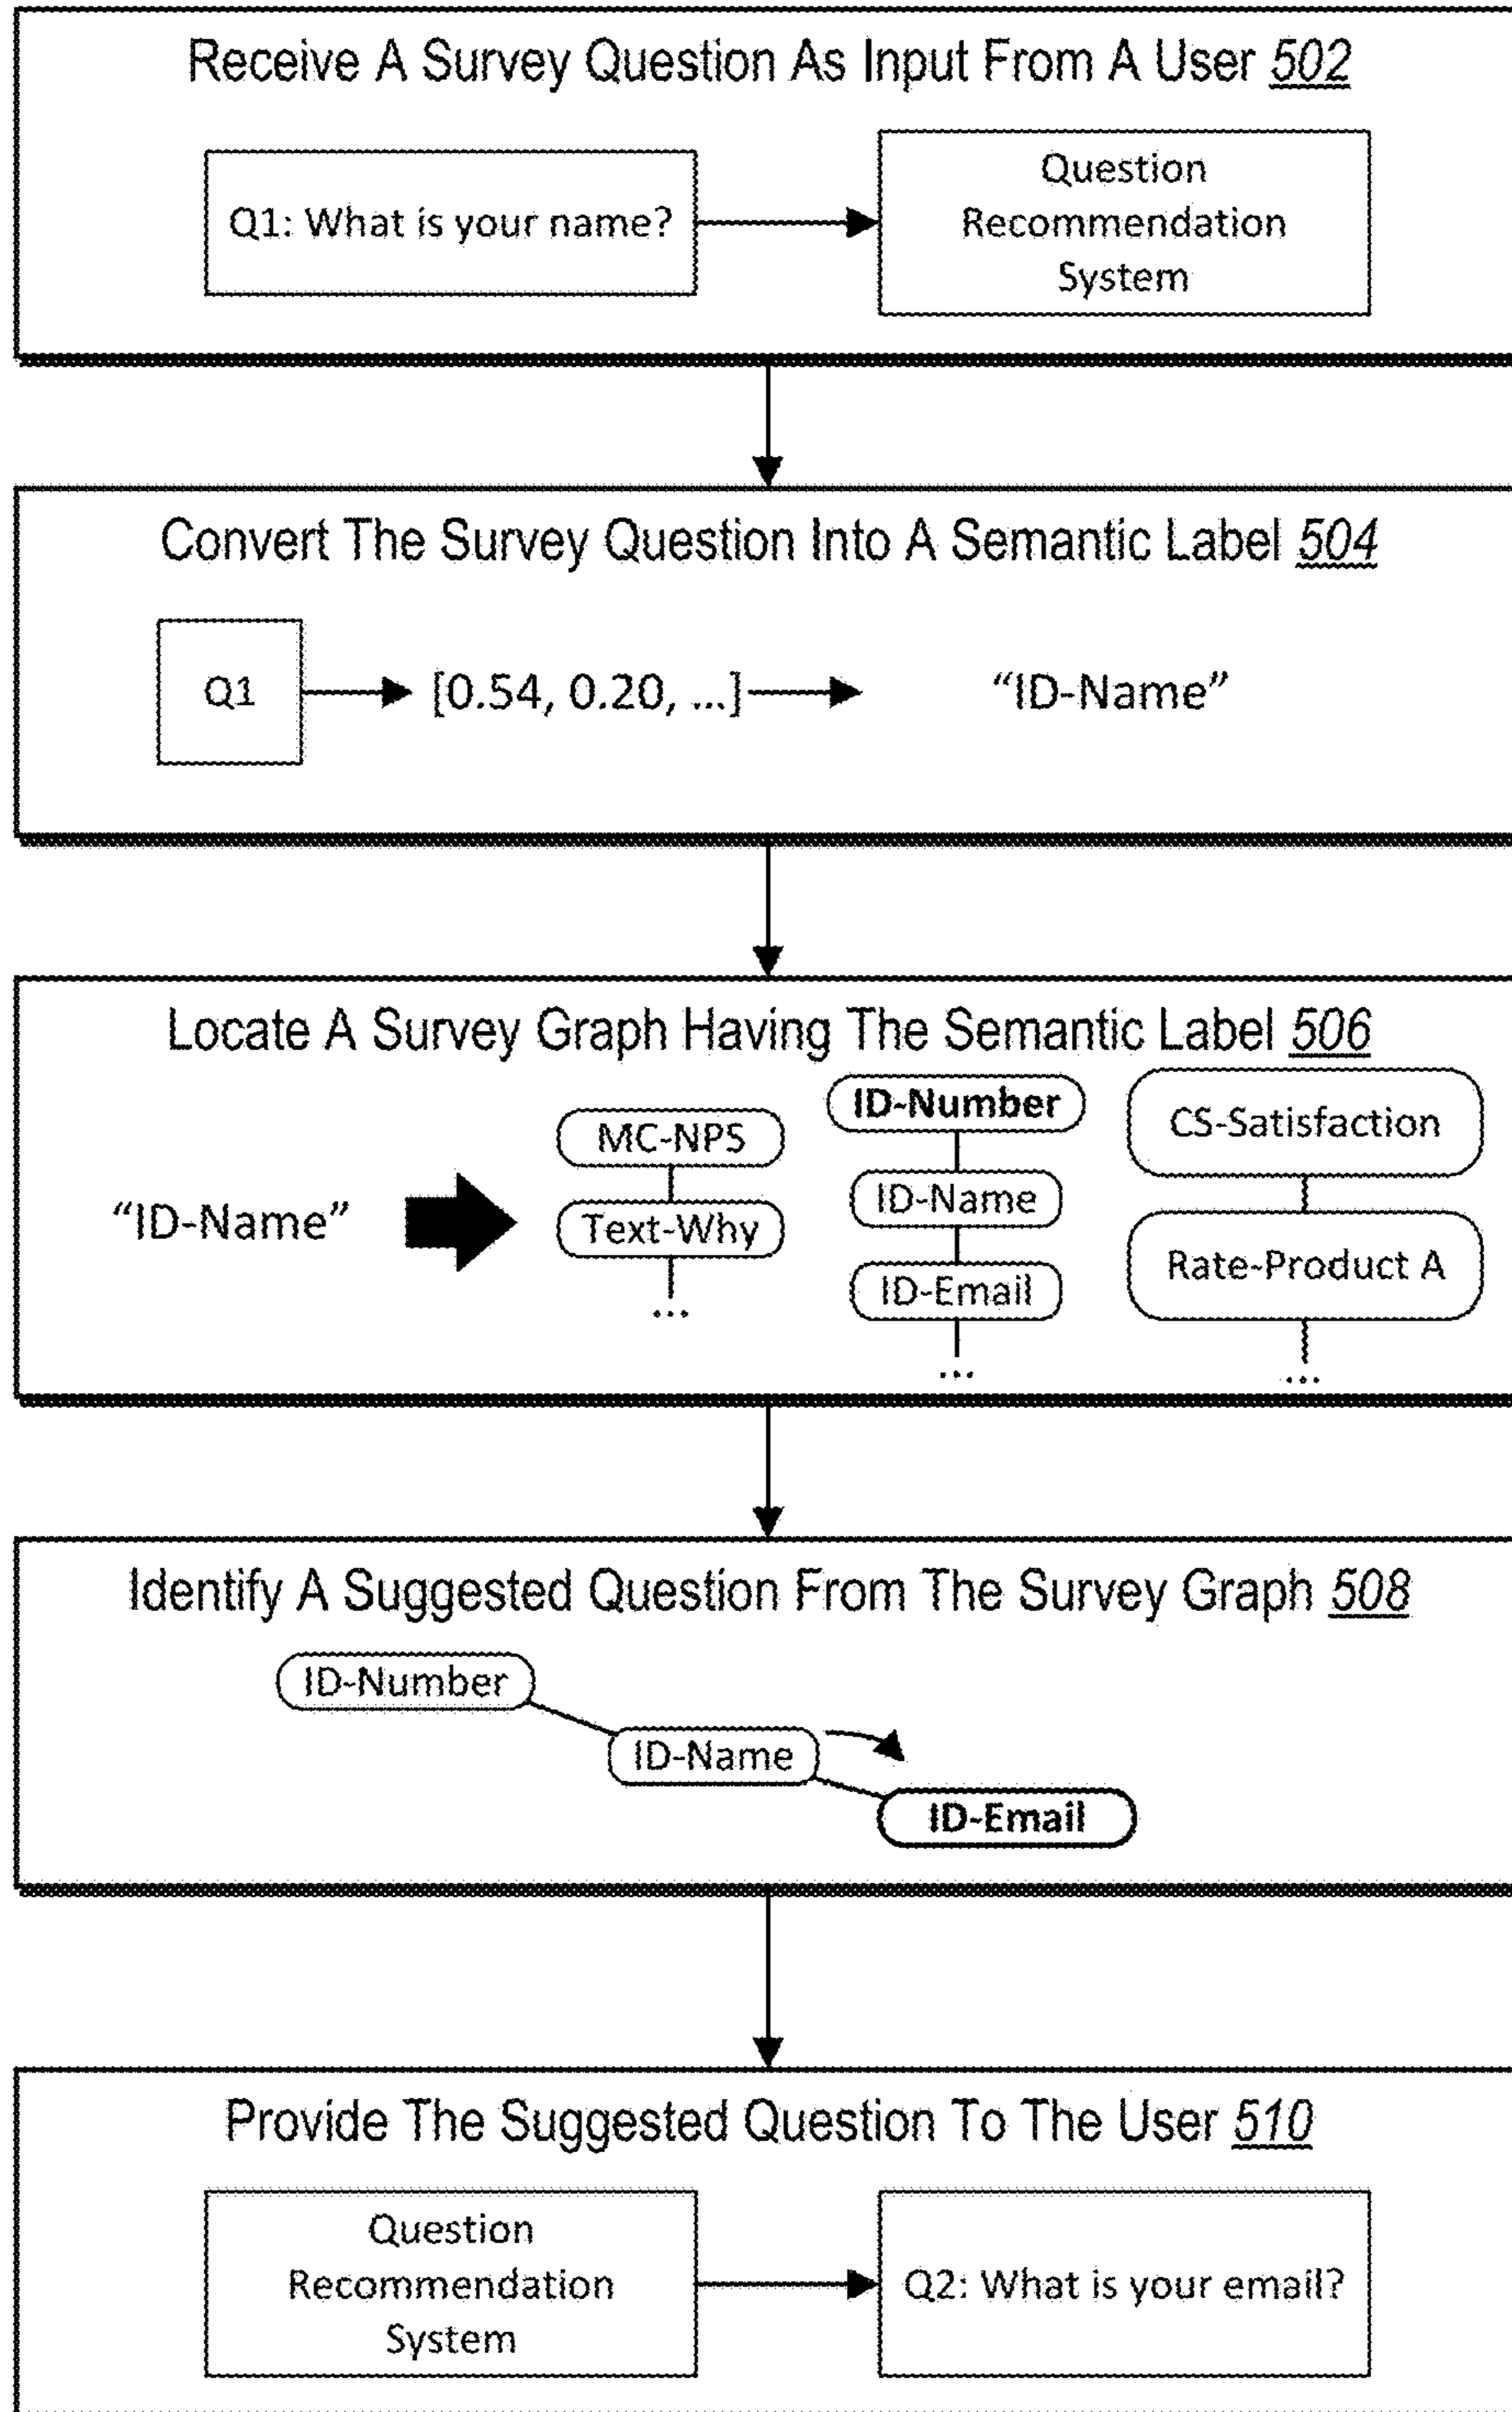 Receive A Survey Question As Input From A User 502
Q1: What is your name?
Question
Recommendation
System
Convert The Survey Question Into A Semantic Label 504
Q1
[0.54, 0.20, ...]
“ID-Name”
Locate A Survey Graph Having The Semantic Label 506
“ID-Name”
MC-NPS
Text-Why
...
ID-Number
ID-Name
ID-Email
...
CS-Satisfaction
Rate-Product A
...
Identify A Suggested Question From The Survey Graph 508
ID-Number
ID-Name
ID-Email
Provide The Suggested Question To The User 510
Question
Recommendation
System
Q2: What is your email?